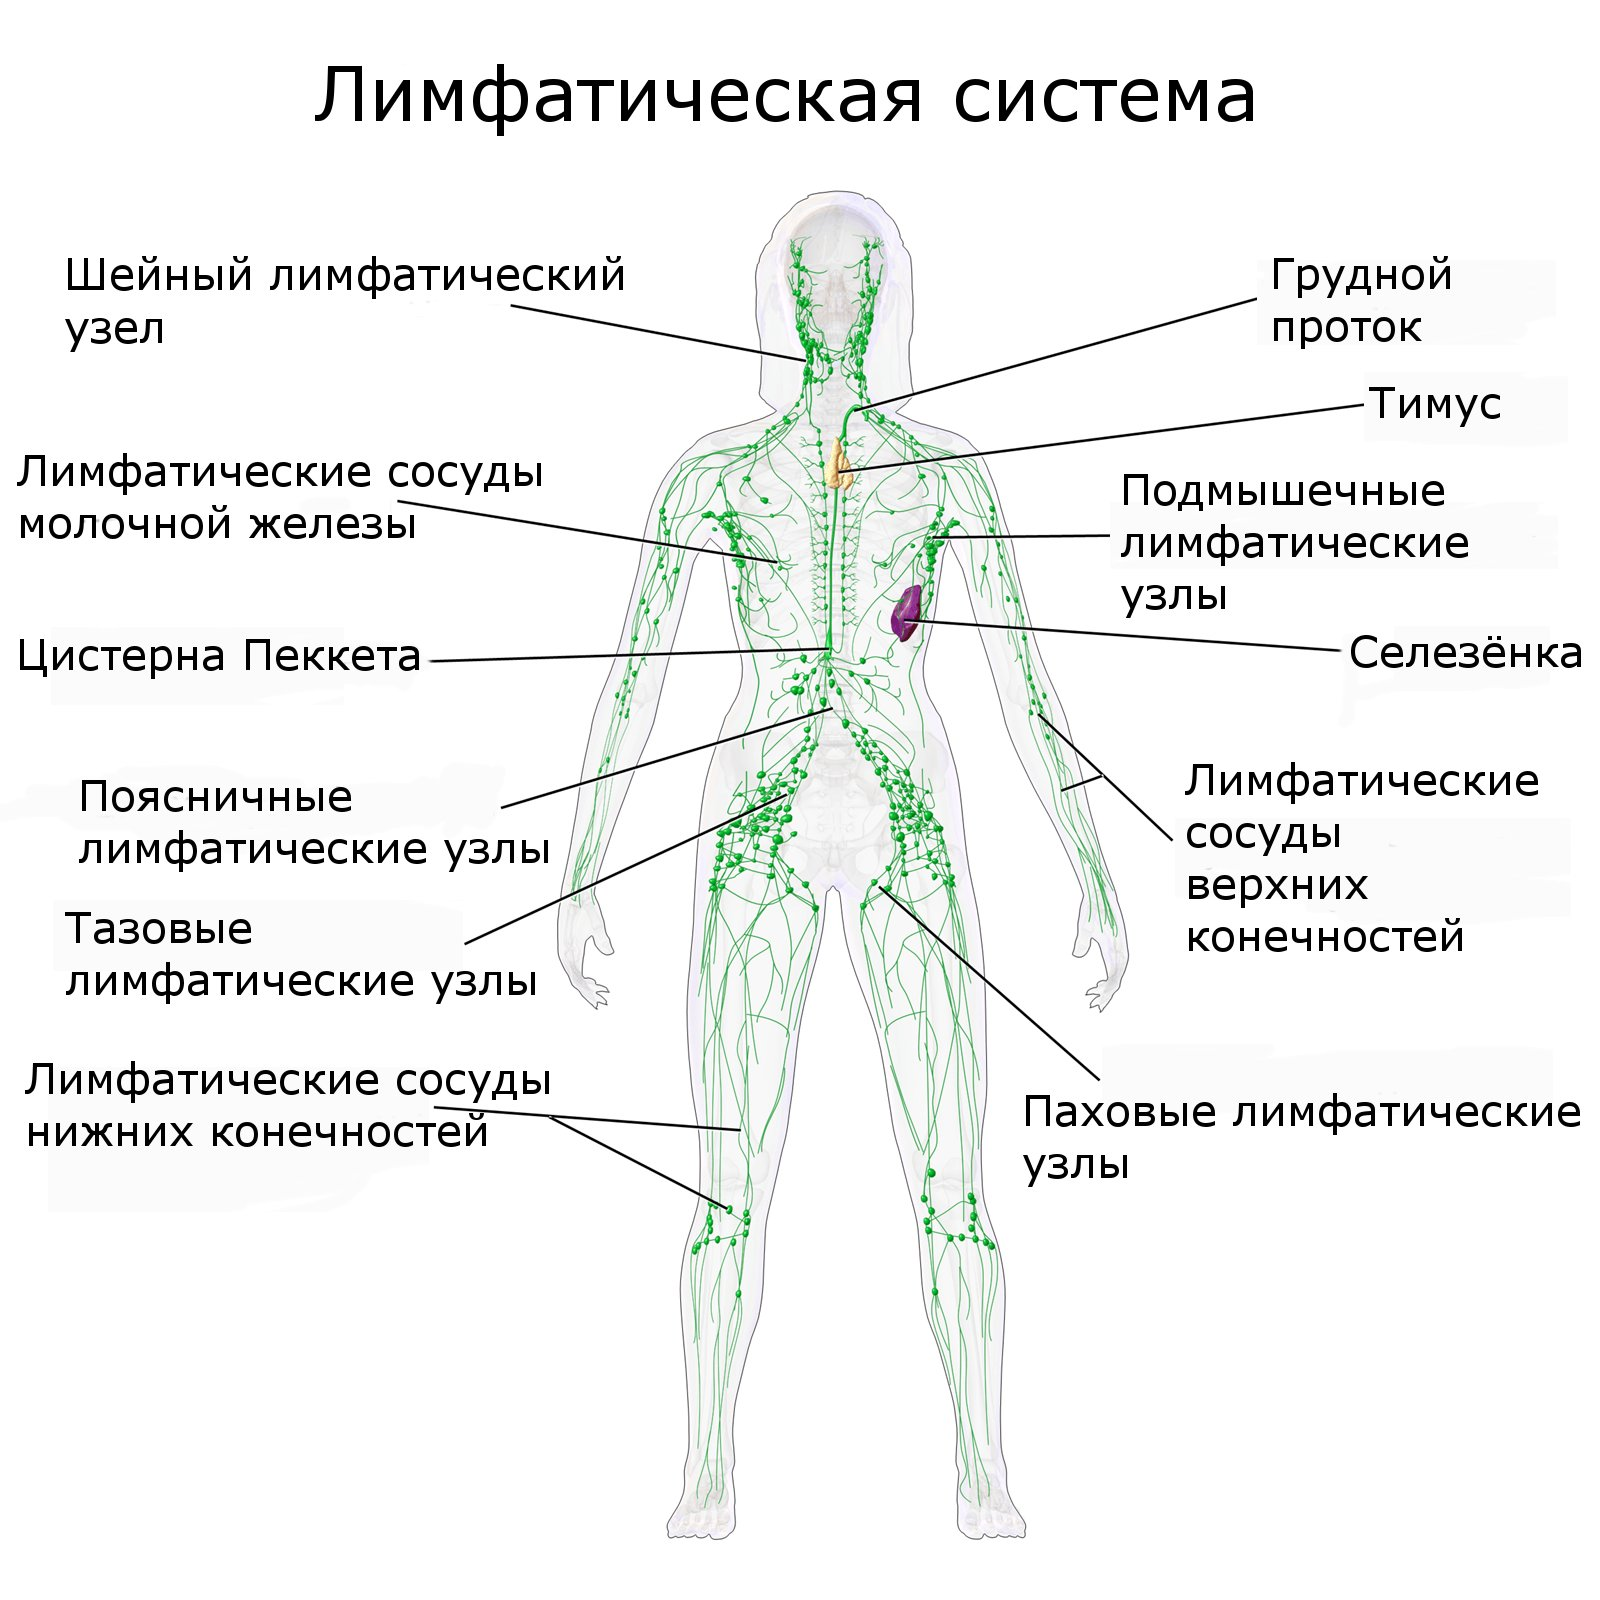 Лимфатическая система
Шейный лимфатический
узел
Грудной
проток
Тимус
Лимфатические сосуды
молочной железы
Подмышечные
лимфатические
узлы
Цистерна Пеккета
Селезёнка
Поясничные
лимфатические узлы
Лимфатические
сосуды
верхних
конечностей
Тазовые
лимфатические узлы
Лимфатические сосуды
нижних конечностей
Паховые лимфатические
узлы